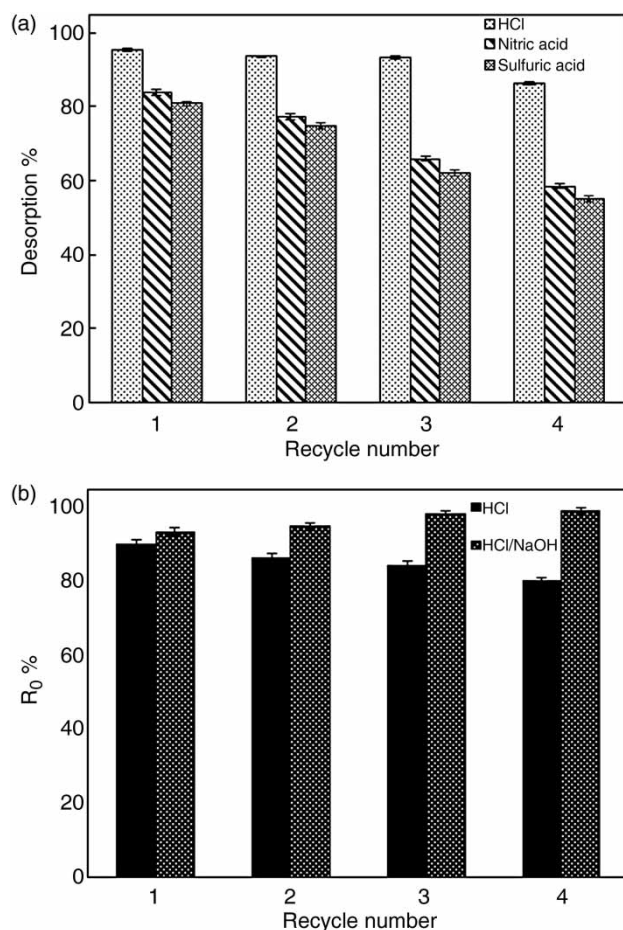 (a)
100
80
60
40
20
0
Desorption %
HCl
Nitric acid
Sulfuric acid
1 2 3 4
Recycle number
(b)
100
80
60
40
20
0
R0 %
HCl
HCl/NaOH
1 2 3 4
Recycle number